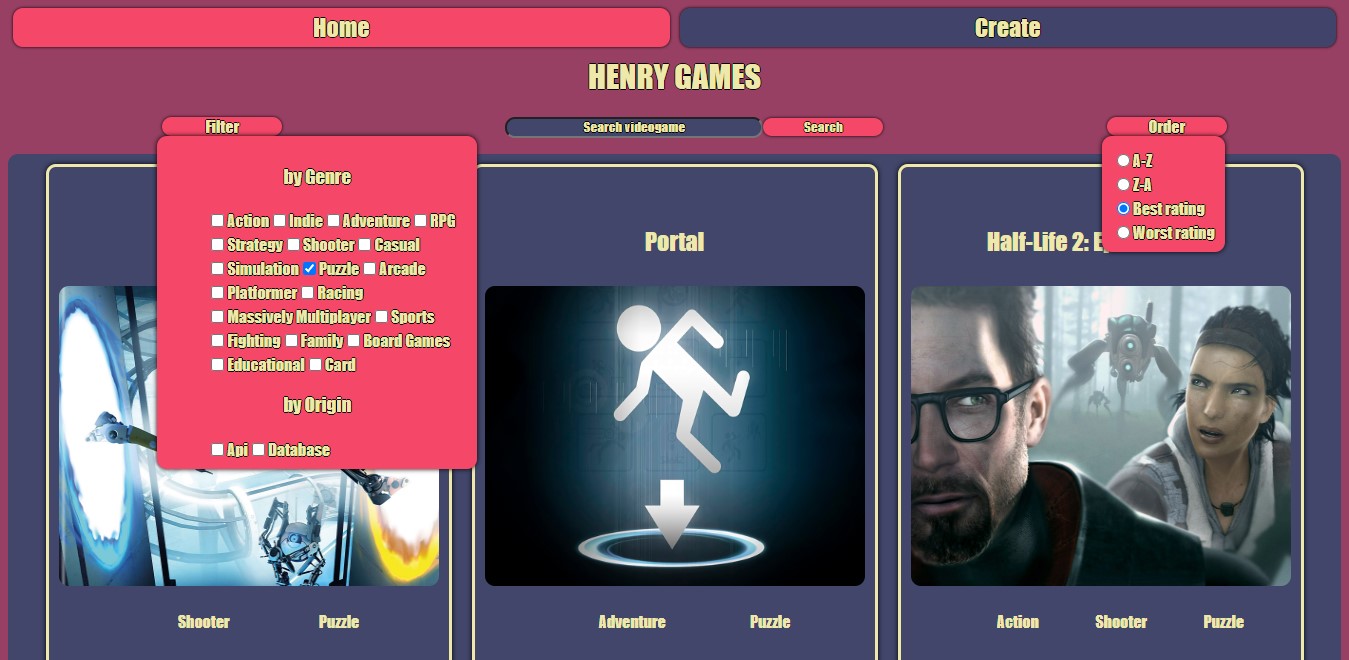 Home
Create
HENRY GAMES
Filter
Search videogame
Search
Order
by Genre
Action Indie Adventure RPG
Strategy Shooter Casual
Simulation Puzzle Arcade
Platformer Racing
Massively Multiplayer Sports
Fighting Family Board Games
Educational Card
by Origin
Api Database
A-Z
Z-A
Best rating
Worst rating
Portal
Half-Life 2:
Shooter Puzzle
Adventure Puzzle
Action Shooter Puzzle